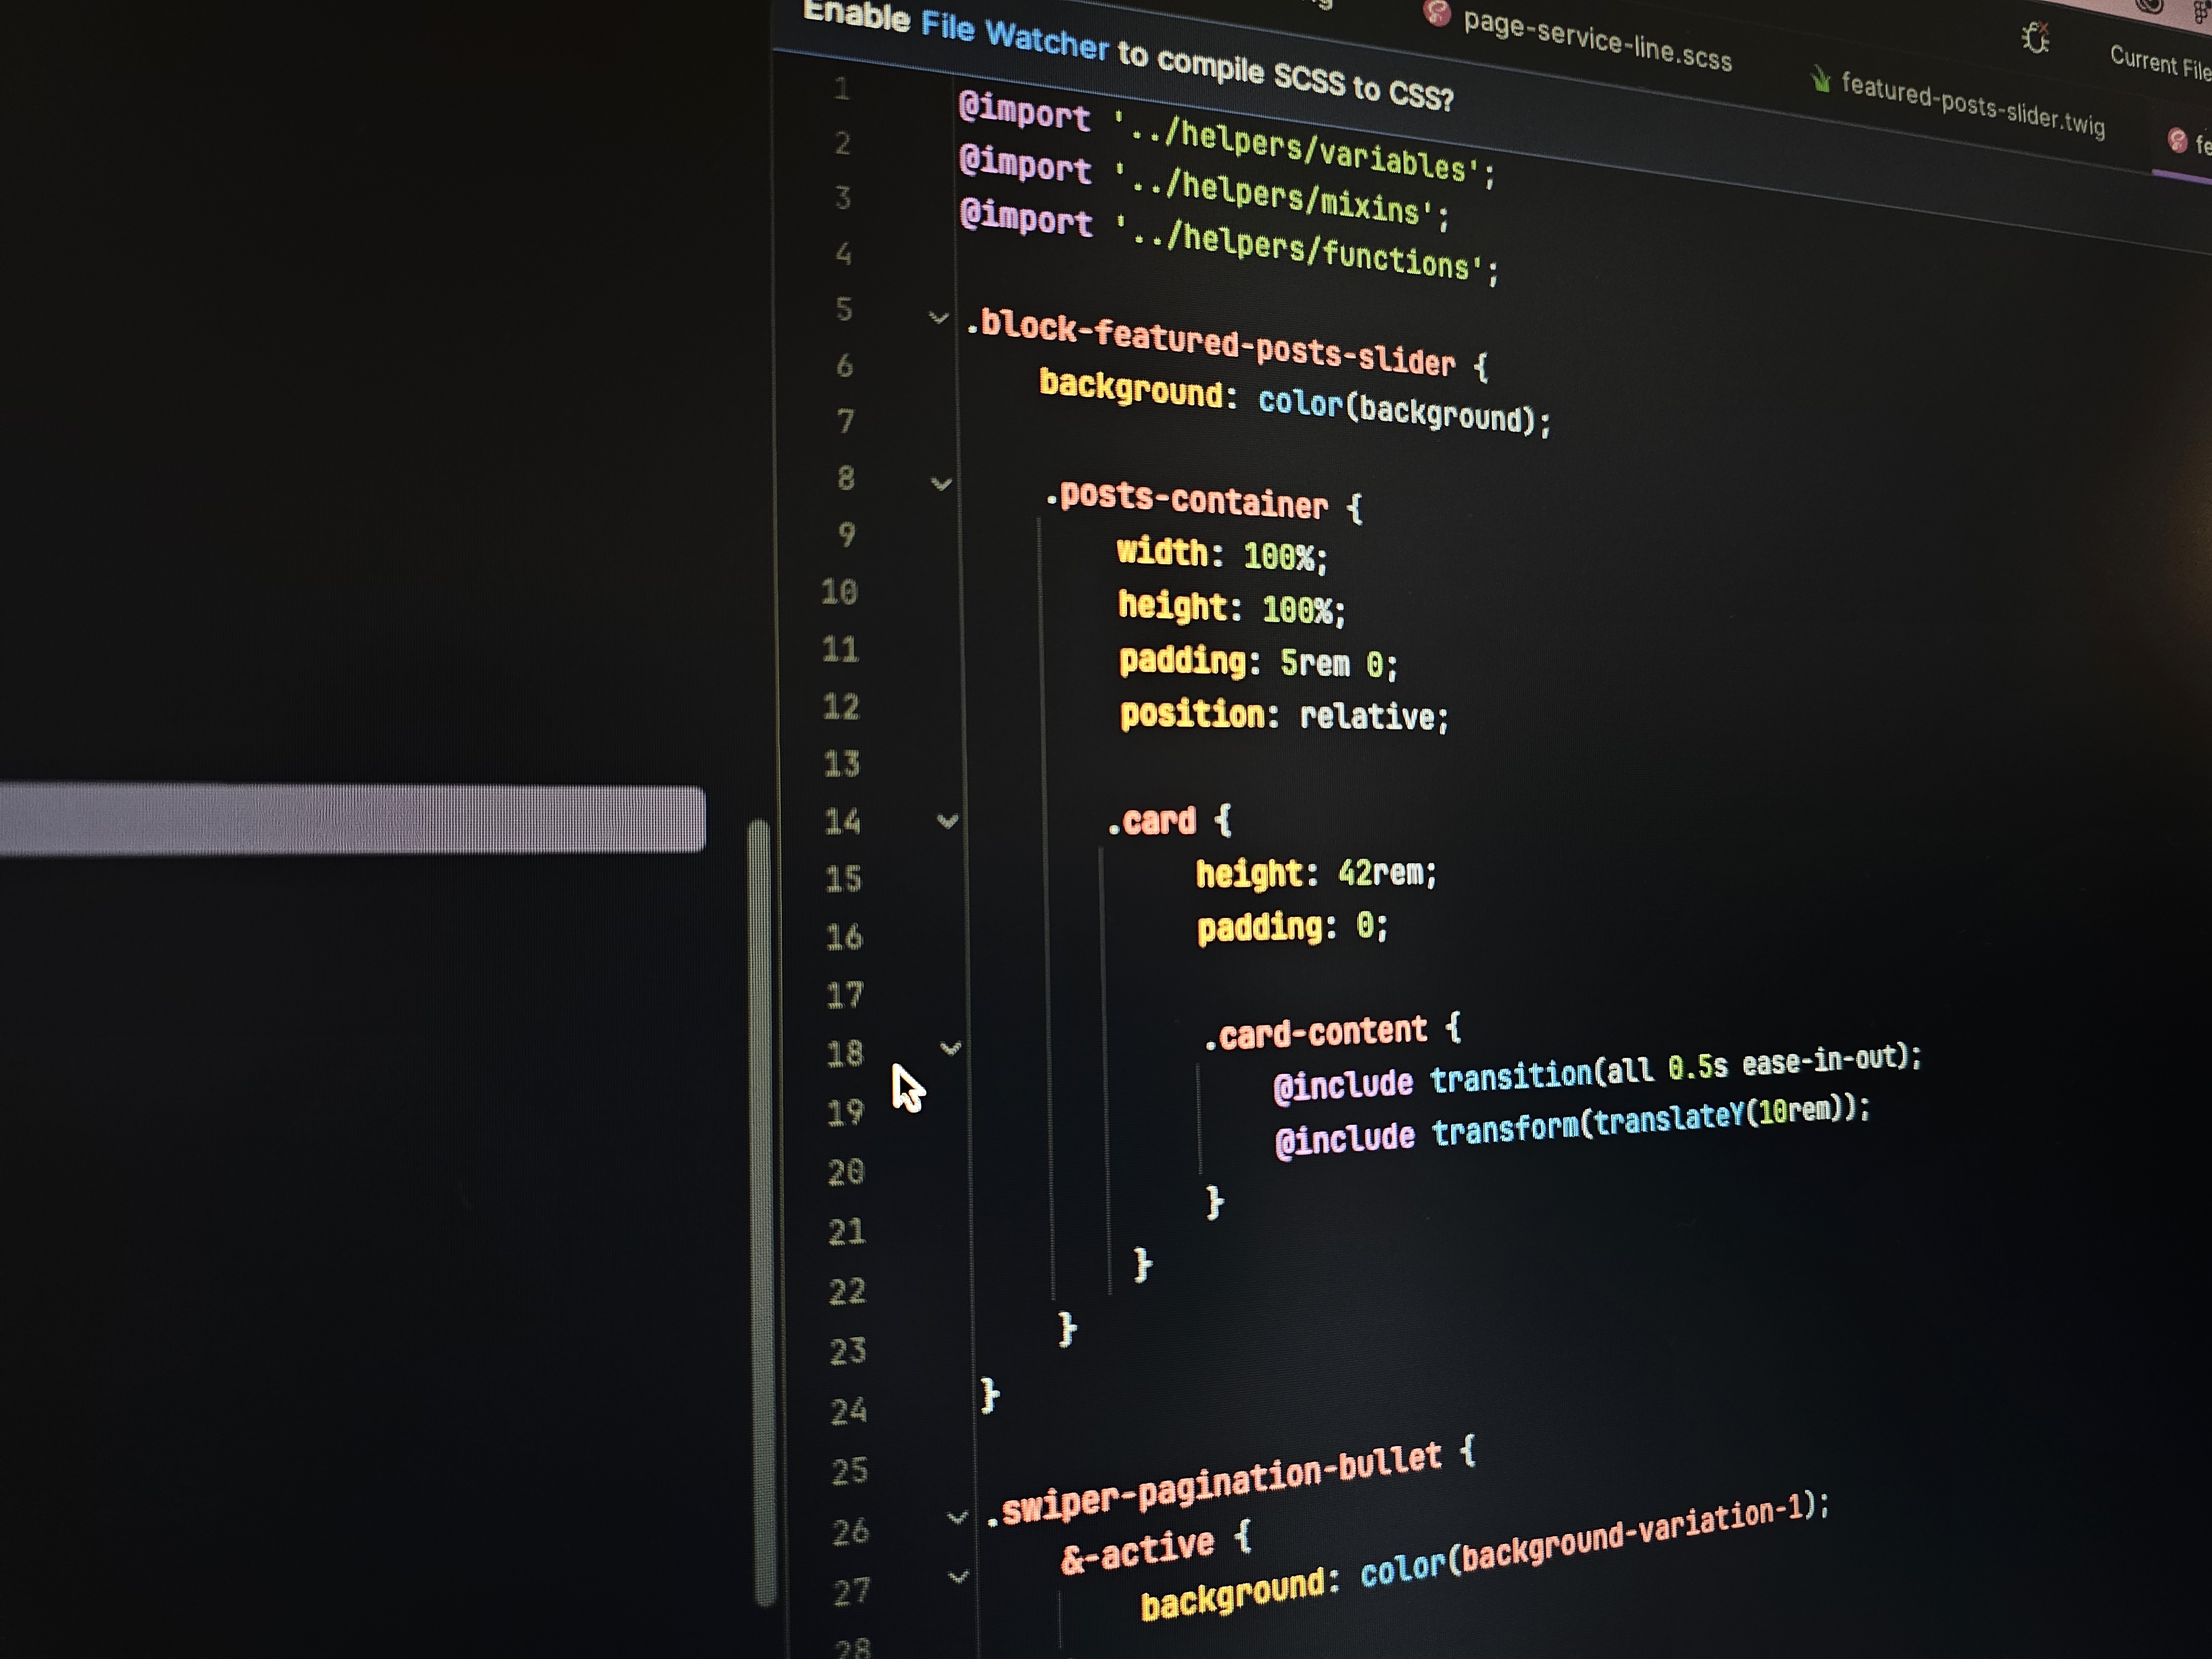 page-service-line.scss
Current File
featured-posts-slider.twig
Enable File Watcher to compile SCSS to CSS?
1 @import '../helpers/variables';
2 @import '../helpers/mixins';
3 @import '../helpers/functions';
4
5 .block-featured-posts-slider {
6 background: color(background);
7
8 .posts-container {
9 width: 100%;
10 height: 100%;
11 padding: 5rem 0;
12 position: relative;
13
14 .card {
15 height: 42rem;
16 padding: 0;
17
18 .card-content {
19 @include transition(all 0.5s ease-in-out);
20 @include transform(translateY(10rem));
21 }
22 }
23 }
24 }
25
26 .swiper-pagination-bullet {
27 &-active {
28 background: color(background-variation-1);